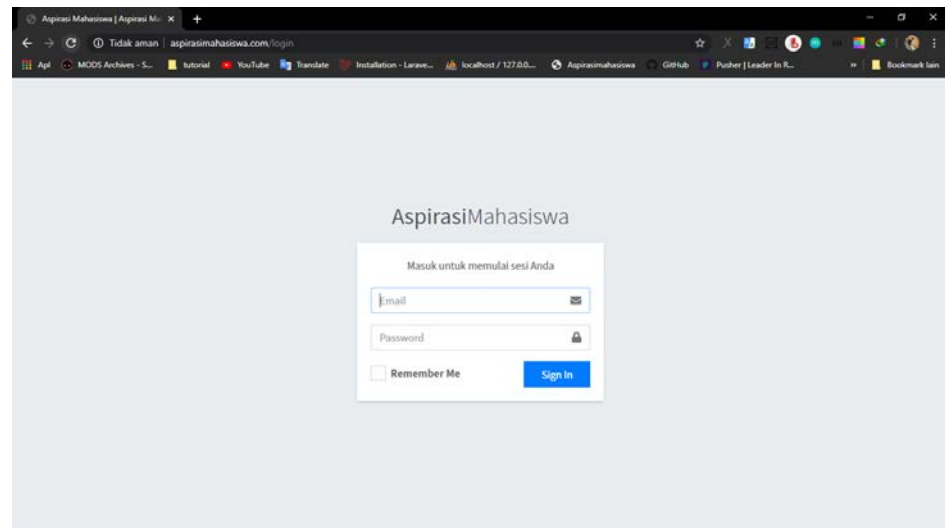 Aspirasi Mahasiswa | Aspirasi Ma
Tidak aman | aspirasimahasiswa.com/login
Apl MODS Archives - S... tutorial YouTube Translate Installation - Larave... localhost / 127.0.0.... Aspirasimahasiswa GitHub Pusher | Leader In R... » Bookmark lain
AspirasiMahasiswa
Masuk untuk memulai sesi Anda
Email
Password
Remember Me Sign In